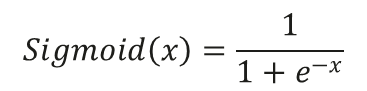 Sigmoid(x) = 1 / (1 + e^{-x})